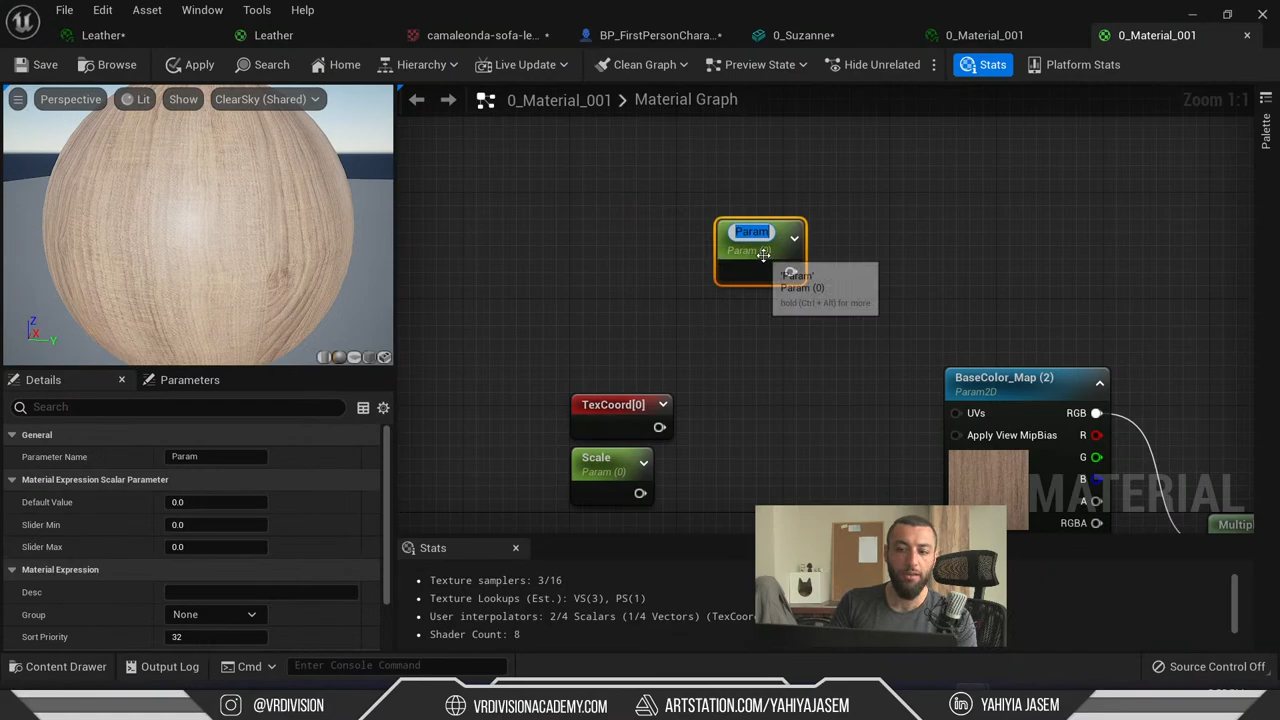 File Edit Asset Window Tools Help
Leather* Leather camaleonda-sofa-le... * BP_FirstPersonChara... * 0_Suzanne* 0_Material_001* 0_Material_001
Save Browse Apply Search Home Hierarchy Live Update Clean Graph Preview State Hide Unrelated Stats Platform Stats
Perspective Lit Show ClearSky (Shared)
0_Material_001 Material Graph Zoom 1:1
Palette
Param
Param (0)
'Param'
Param (0)
hold (Ctrl + Alt) for more
Z
X
Y
Details Parameters
Search
General
Parameter Name Param
Material Expression Scalar Parameter
Default Value 0.0
Slider Min 0.0
Slider Max 0.0
Material Expression
Desc
Group None
Sort Priority 32
TexCoord[0]
Scale
Param (0)
BaseColor_Map (2)
Param2D
UVs RGB
Apply View MipBias R
G
B
A
RGBA
MATERIAL
Multip
Stats
Texture samplers: 3/16
Texture Lookups (Est.): VS(3), PS(1)
User interpolators: 2/4 Scalars (1/4 Vectors) (TexCoo
Shader Count: 8
Content Drawer Output Log Cmd Enter Console Command Source Control Off
@VRDIVISION VRDIVISIONACADEMY.COM ARTSTATION.COM/YAHIYIAJASEM YAHIYIA JASEM